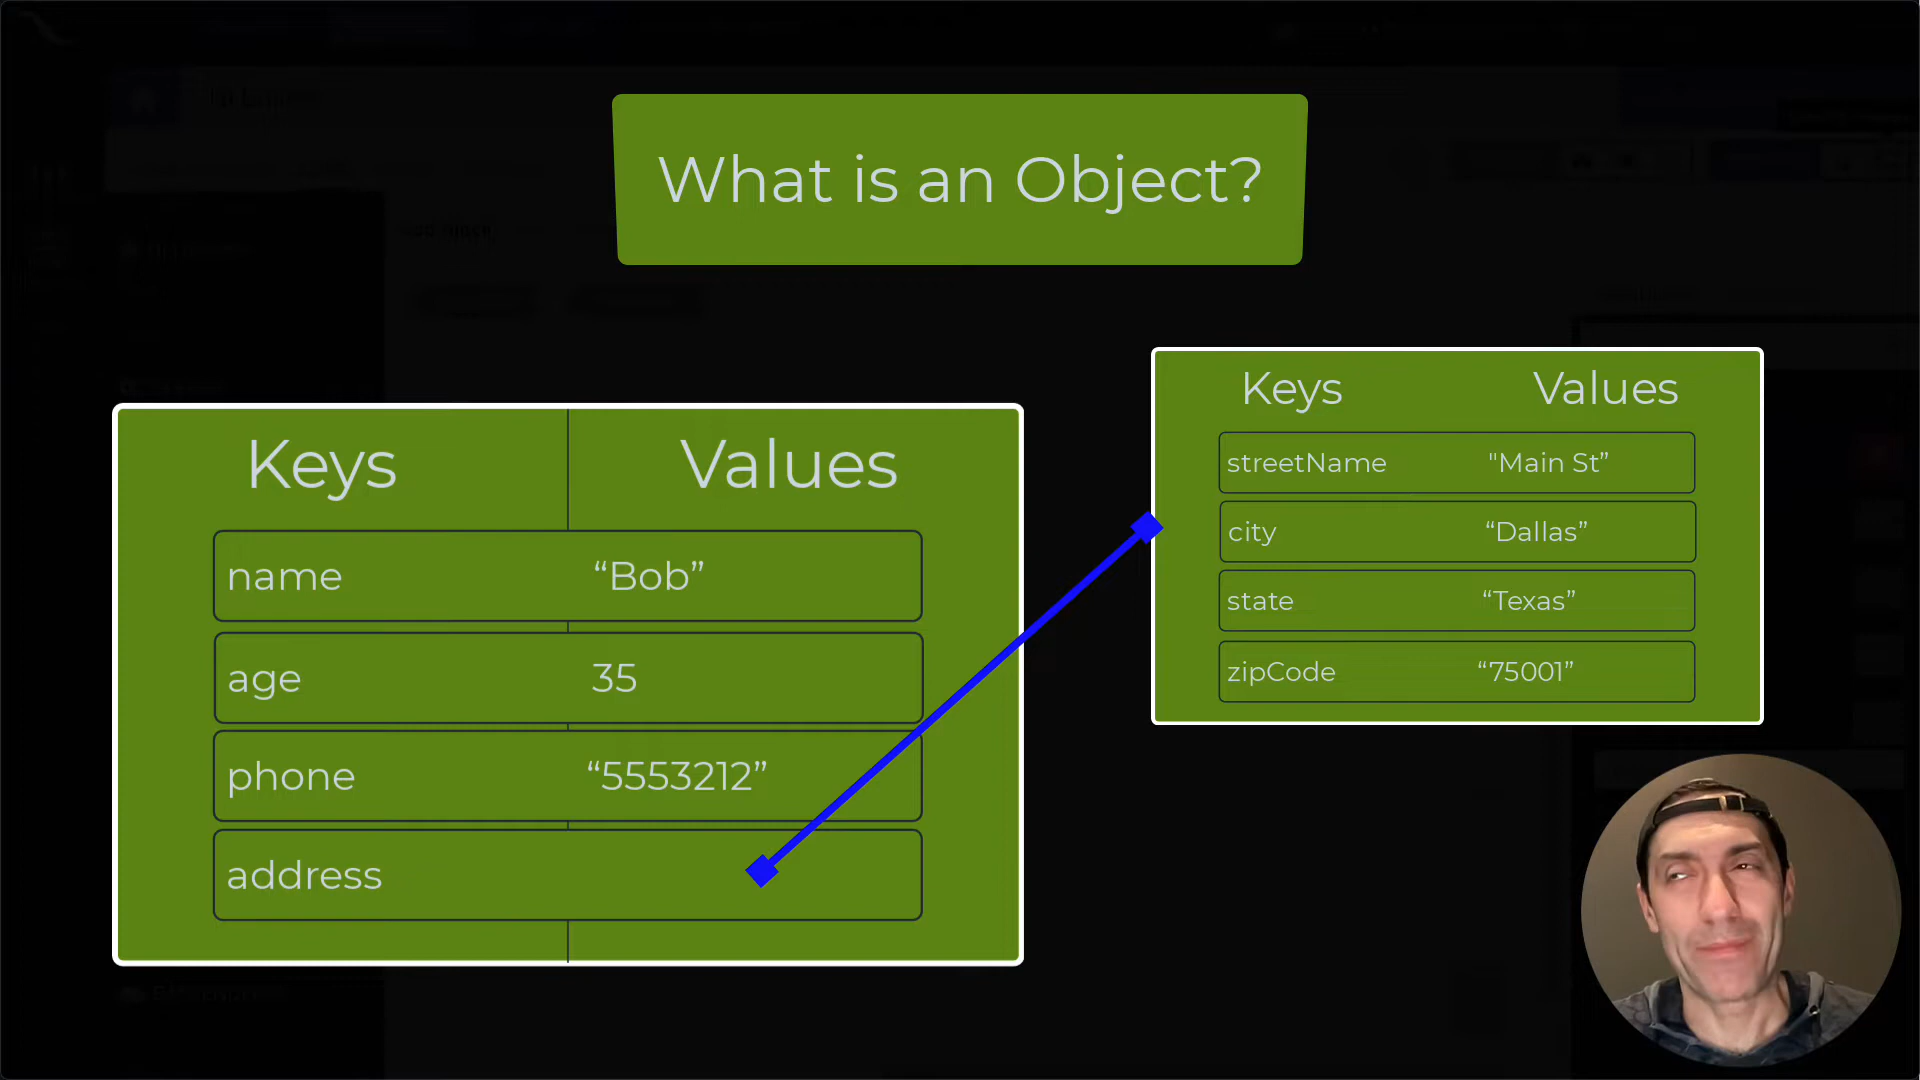 What is an Object?
Keys Values
name “Bob”
age 35
phone “5553212”
address
Keys Values
streetName "Main St”
city “Dallas”
state “Texas”
zipCode “75001”